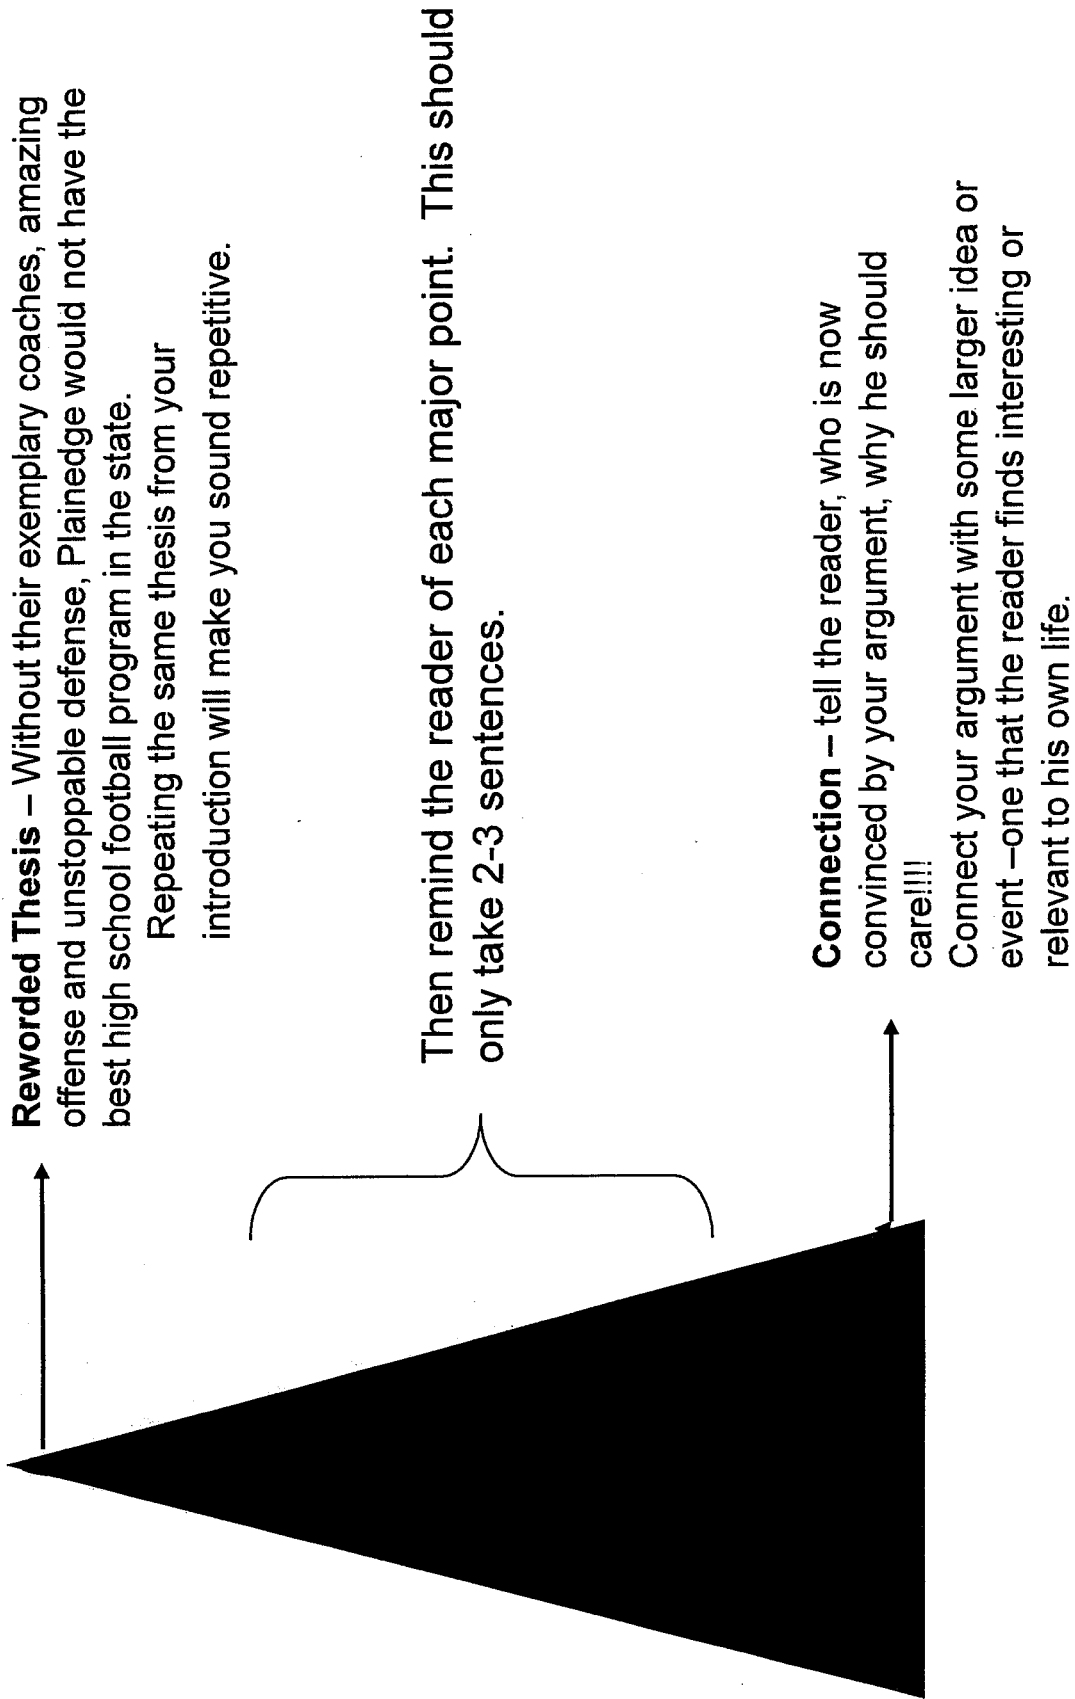 Reworded Thesis – Without their exemplary coaches, amazing
offense and unstoppable defense, Plainedge would not have the
best high school football program in the state.
Repeating the same thesis from your
introduction will make you sound repetitive.
Then remind the reader of each major point.  This should
only take 2-3 sentences.
Connection – tell the reader, who is now
convinced by your argument, why he should
care!!!!
Connect your argument with some larger idea or
event –one that the reader finds interesting or
relevant to his own life.